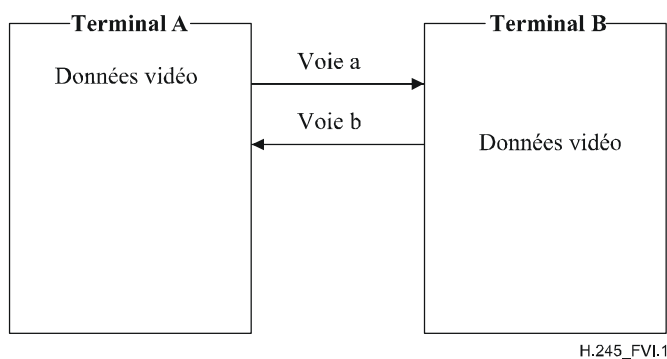 Terminal A
Terminal B
Données vidéo
Voie a
Voie b
Données vidéo
H.245_FVI.1